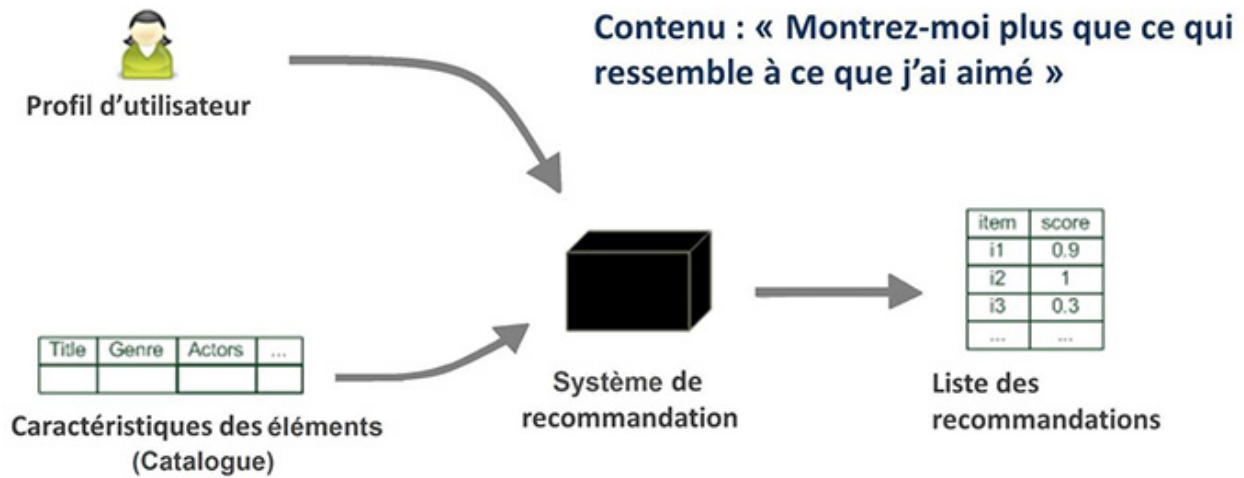 Contenu : « Montrez-moi plus que ce qui
ressemble à ce que j'ai aimé »
Profil d'utilisateur
Title Genre Actors ...
Caractéristiques des éléments
(Catalogue)
Système de
recommandation
item score
i1 0.9
i2 1
i3 0.3
... ...
Liste des
recommandations